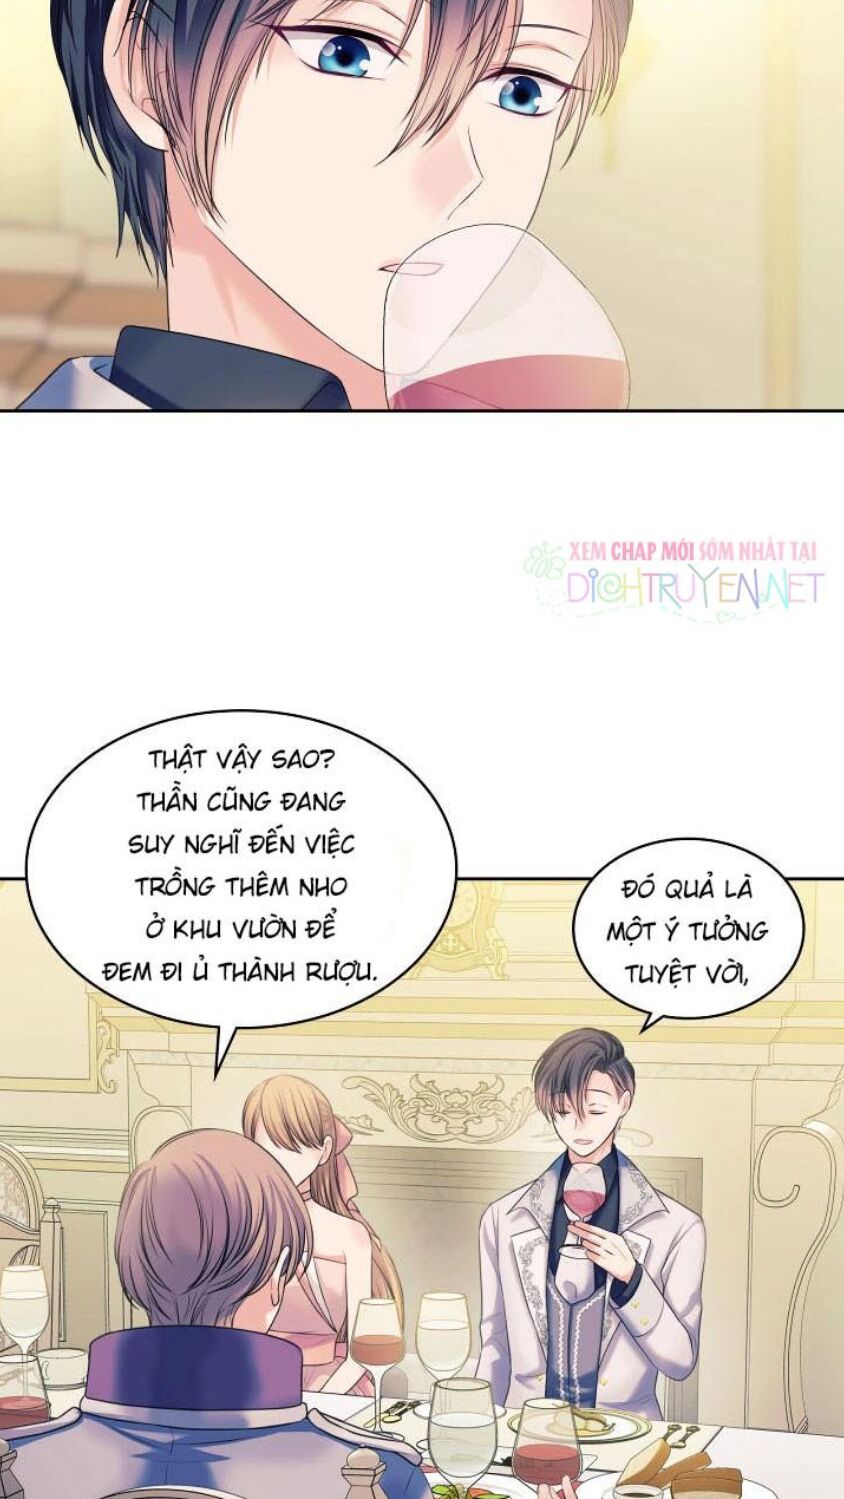 XEM CHAP MỚI SỚM NHẤT TẠI
DICHTRUYEN.NET
THẬT VẬY SAO?
THẦN CŨNG ĐANG
SUY NGHĨ ĐẾN VIỆC
TRỒNG THÊM NHO
Ở KHU VƯỜN ĐỂ
ĐEM ĐI Ủ THÀNH RƯỢU.
ĐÓ QUẢ LÀ
MỘT Ý TƯỞNG
TUYỆT VỜI,